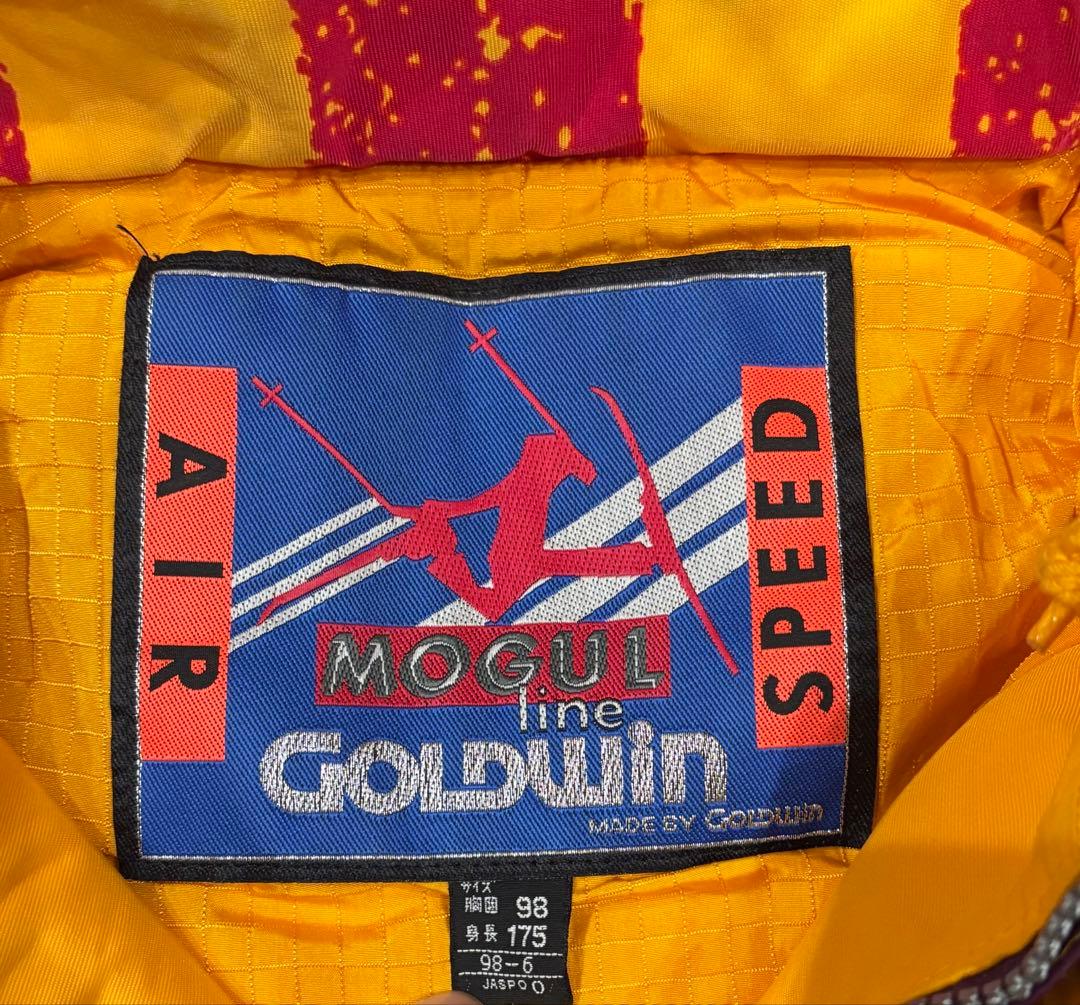 AIR
SPEED
MOGUL
line
GOLDWIN
MADE BY GOLDWIN
サイズ
胸囲 98
身長 175
98-6
JASPO O